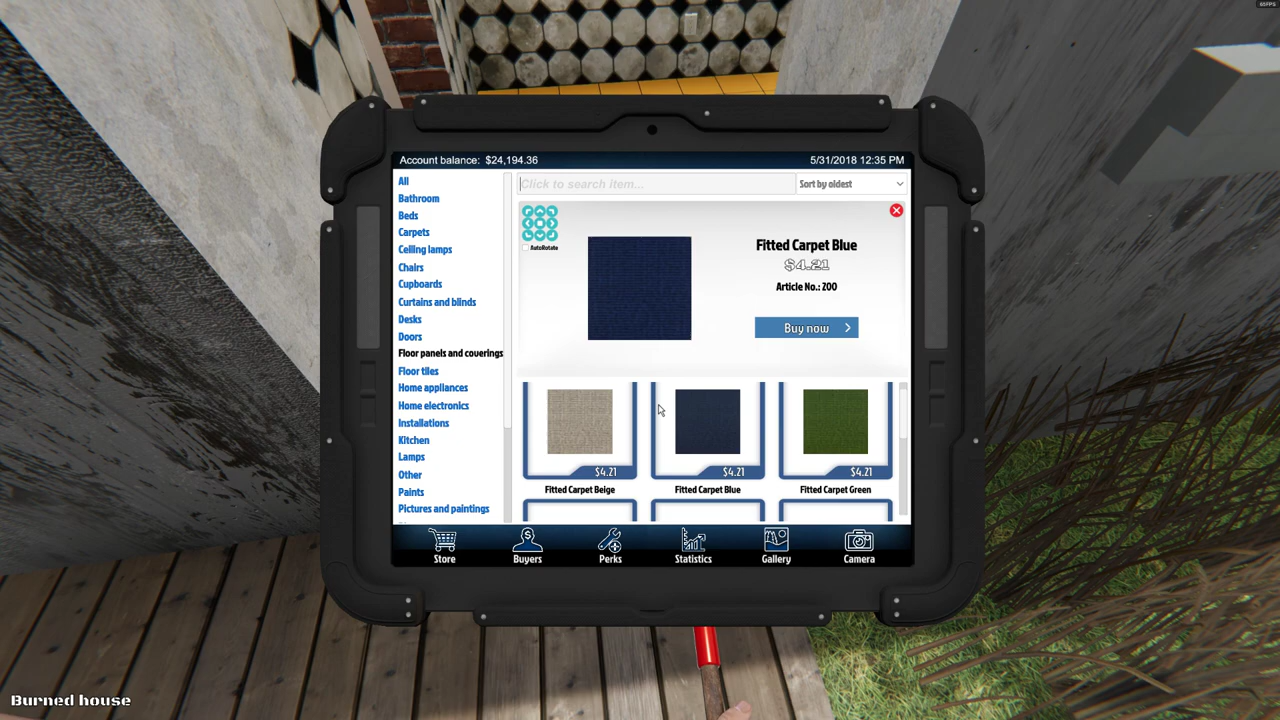 65FPS
Account balance: $24,194.36
5/31/2018 12:35 PM
All
Bathroom
Beds
Carpets
Ceiling lamps
Chairs
Cupboards
Curtains and blinds
Desks
Doors
Floor panels and coverings
Floor tiles
Home appliances
Home electronics
Installations
Kitchen
Lamps
Other
Paints
Pictures and paintings
Click to search item...
Sort by oldest
AutoRotate
Fitted Carpet Blue
$4.21
Article No.: 200
Buy now
$4.21
$4.21
$4.21
Fitted Carpet Beige
Fitted Carpet Blue
Fitted Carpet Green
Store
Buyers
Perks
Statistics
Gallery
Camera
Burned house